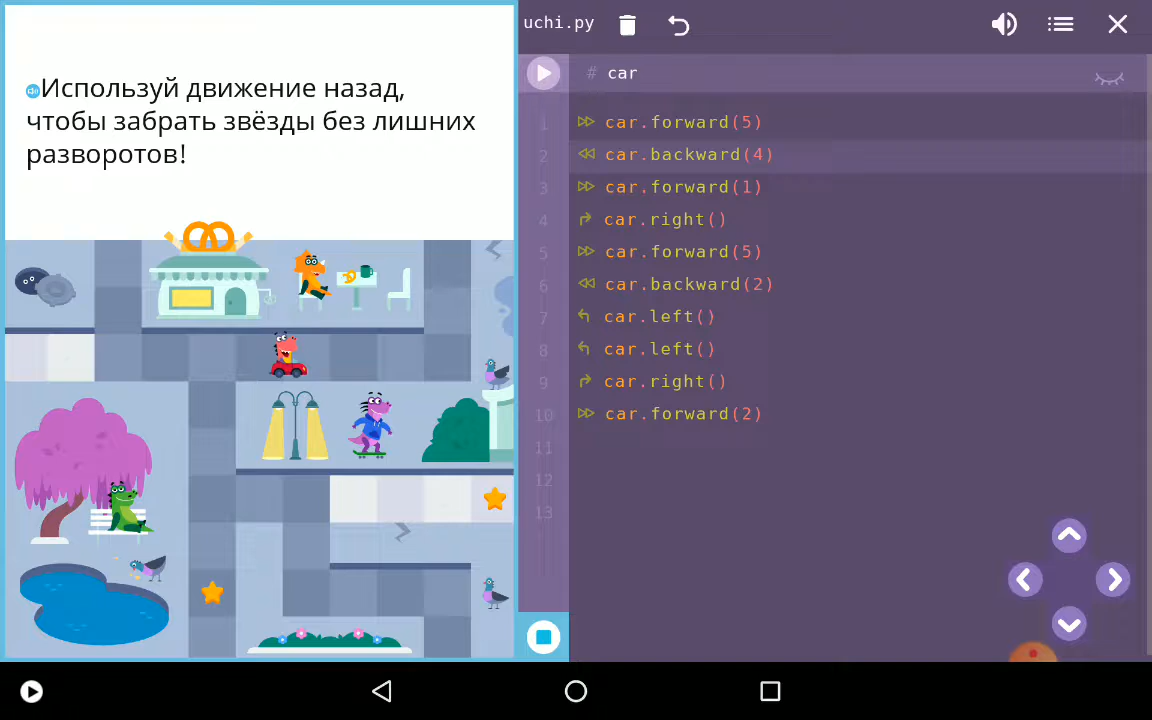 Используй движение назад,
чтобы забрать звёзды без лишних
разворотов!
uchi.py
# car
1 car.forward(5)
2 car.backward(4)
3 car.forward(1)
4 car.right()
5 car.forward(5)
6 car.backward(2)
7 car.left()
8 car.left()
9 car.right()
10 car.forward(2)
11
12
13